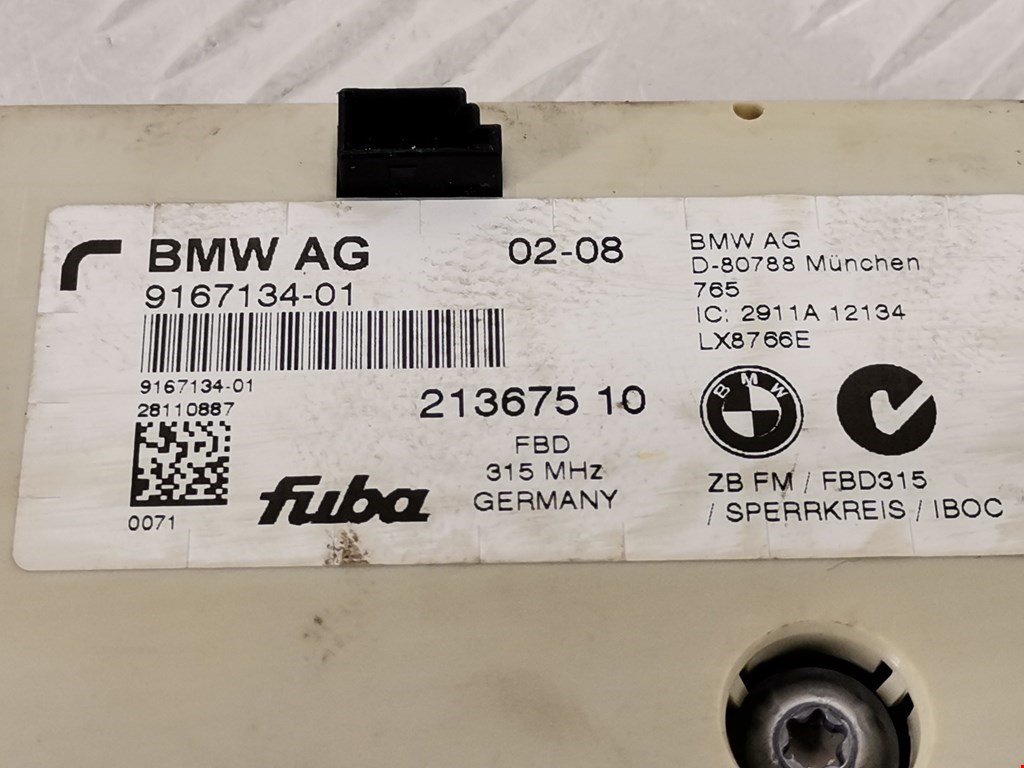 BMW AG
02-08
9167134-01
9167134-01
28110887
0071
213675 10
FBD
315 MHz
GERMANY
fuba
BMW AG
D-80788 München
765
IC: 2911A 12134
LX8766E
BMW
ZB FM / FBD315
/ SPERRKREIS / IBOC